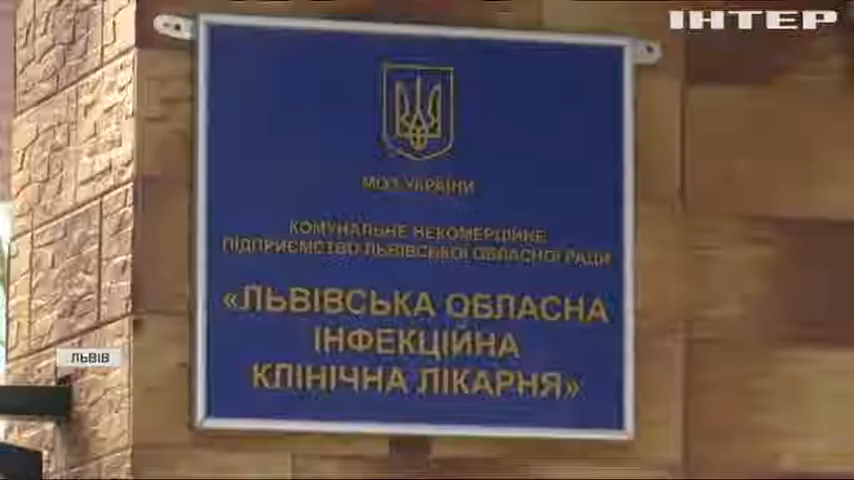 ІНТЕР
МОЗ УКРАЇНИ
КОМУНАЛЬНЕ НЕКОМЕРЦІЙНЕ
ПІДПРИЄМСТВО ЛЬВІВСЬКОЇ ОБЛАСНОЇ РАДИ
«ЛЬВІВСЬКА ОБЛАСНА
ІНФЕКЦІЙНА
КЛІНІЧНА ЛІКАРНЯ»
ЛЬВІВ